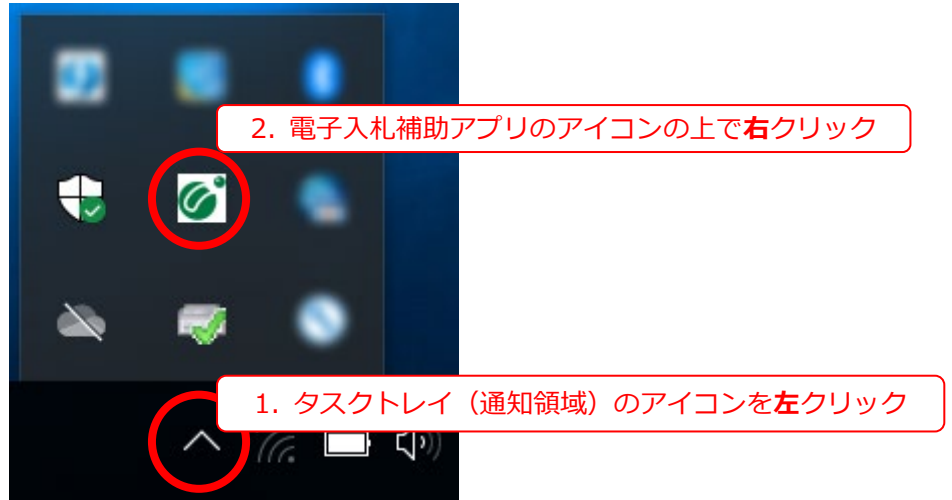 2. 電子入札補助アプリのアイコンの上で右クリック
1. タスクトレイ（通知領域）のアイコンを左クリック